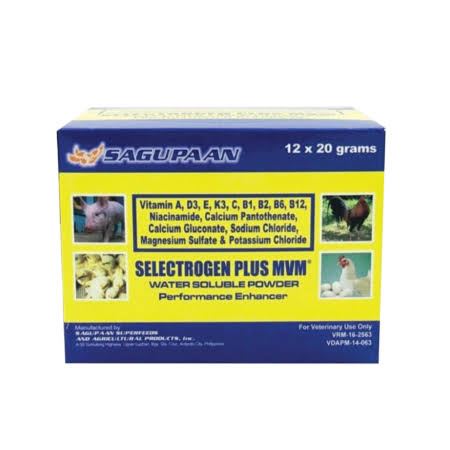 SAGUPAAN
12 x 20 grams
Vitamin A, D3, E, K3, C, B1, B2, B6, S12,
Niacinamide, Calcium Pantothenate,
Calcium Gluconate, Sodium Chloride,
Magnesium Sulfate & Potassium Chloride
SELECTROGEN PLUS MVM®
WATER SOLUBLE POWDER
Performance Enhancer
Manufactured by
SAGUPAAN SUPERFEEDS
AND AGRICULTURAL PRODUCTS, Inc.
Philippines
For Veterinary Use Only
VRM-16-2563
VDAPM-14-063